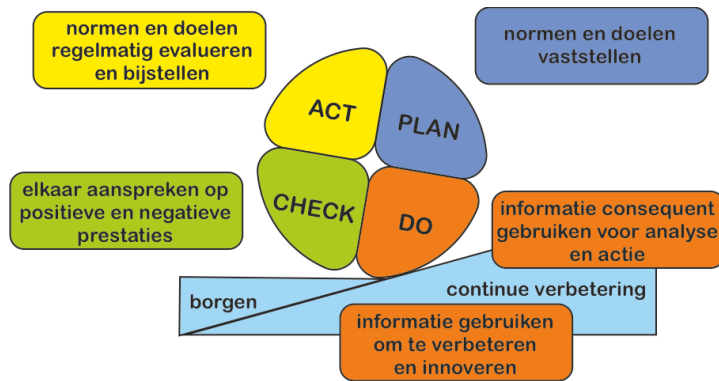 normen en doelen
regelmatig evalueren
en bijstellen
normen en doelen
vaststellen
ACT
PLAN
CHECK
DO
elkaar aanspreken op
positieve en negatieve
prestaties
informatie consequent
gebruiken voor analyse
en actie
borgen
continue verbetering
informatie gebruiken
om te verbeteren
en innoveren